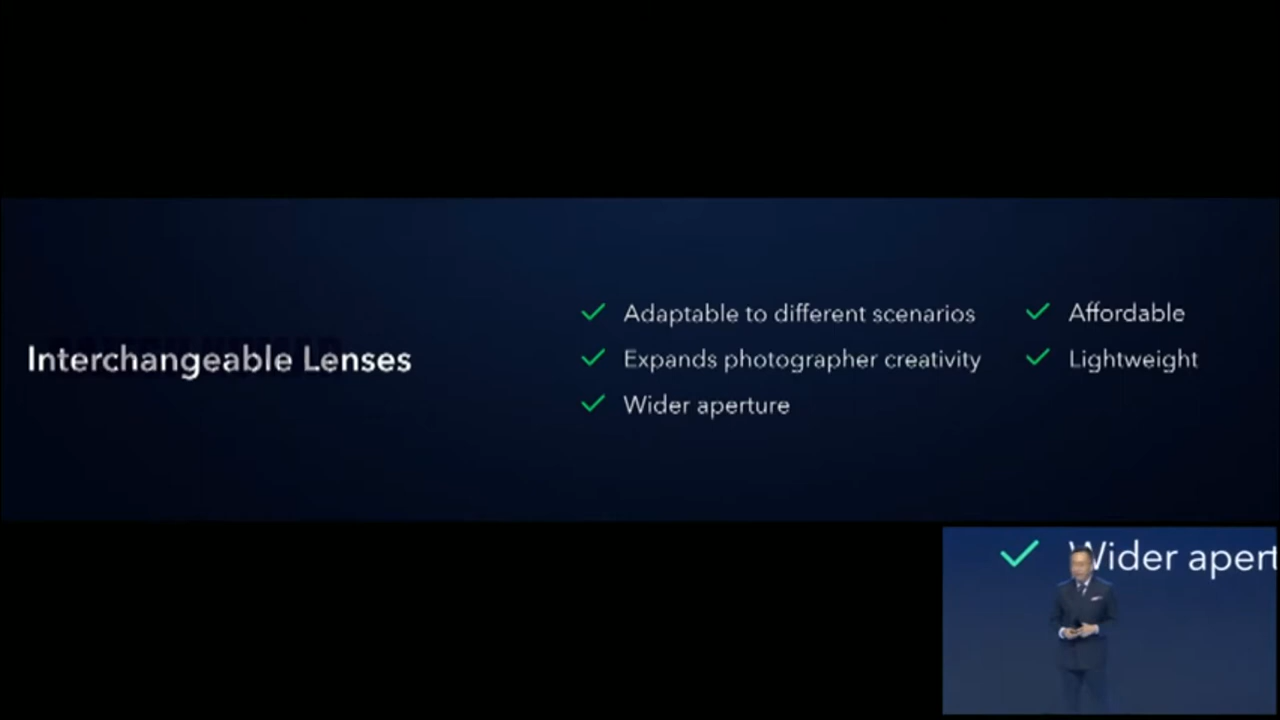 Interchangeable Lenses
Adaptable to different scenarios
Expands photographer creativity
Wider aperture
Affordable
Lightweight
Wider apert